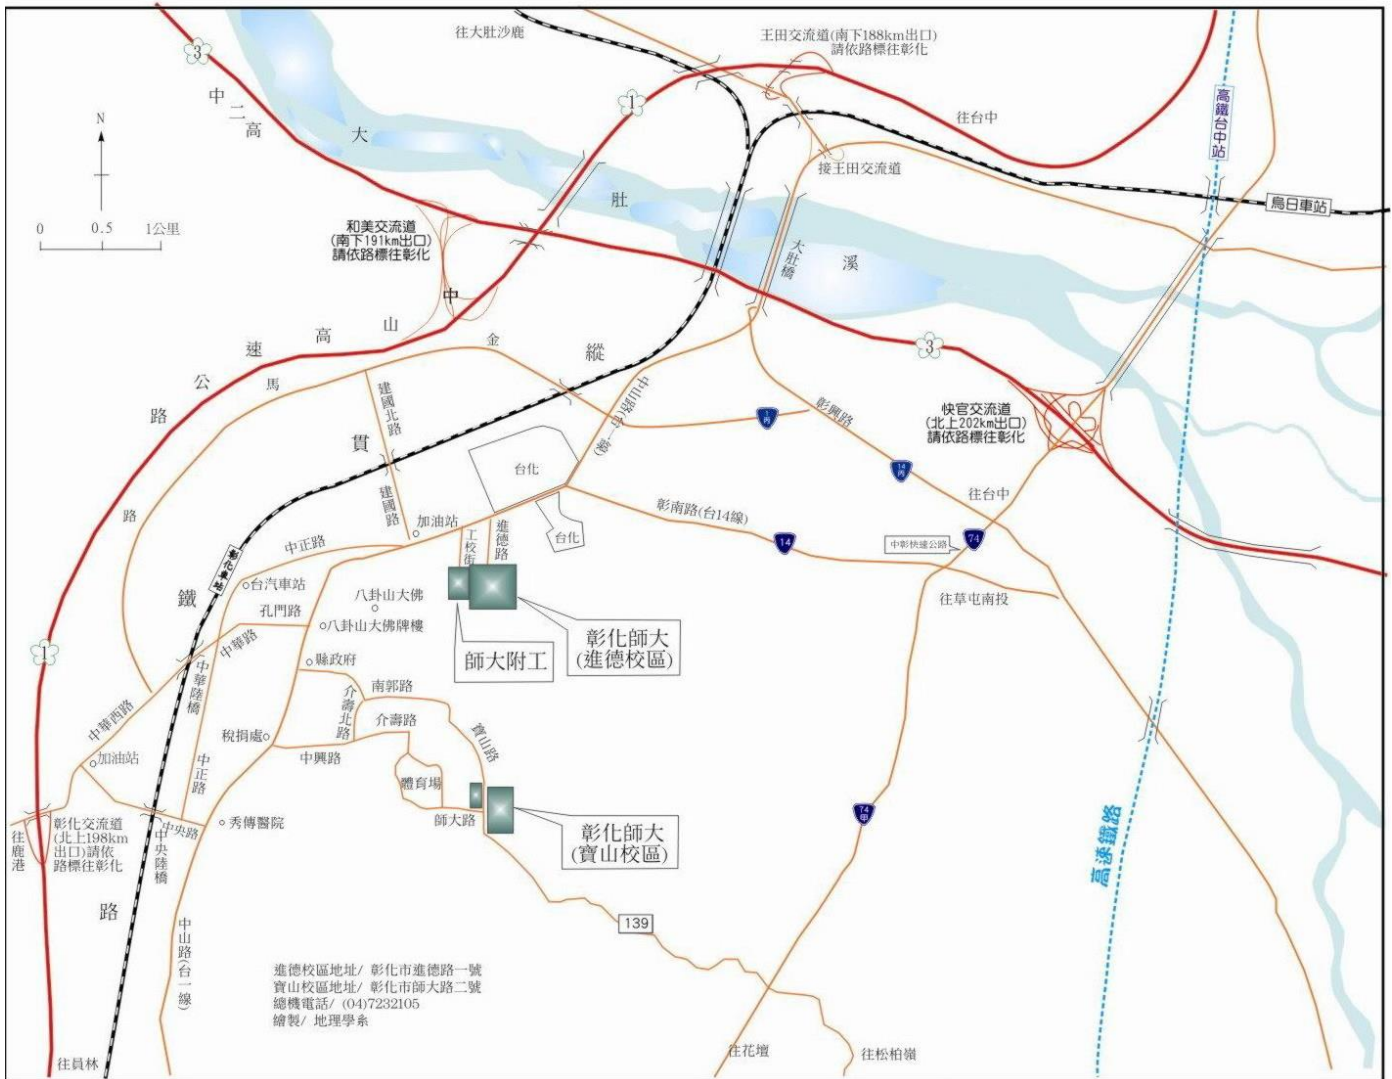 往大肚沙鹿
王田交流道(南下188km出口)
請依路標往彰化
3
中二高
1
往台中
高鐵台中站
N
大肚溪
接王田交流道
烏日車站
0 0.5 1公里
和美交流道
(南下191km出口)
請依路標往彰化
大肚橋
中山高速公路
3
金馬路
縱貫鐵路
建國北路
中山路(台一線)
1丙
彰興路
快官交流道
(北上202km出口)
請依路標往彰化
台化
14丙
往台中
建國路
加油站
進德路
工校街
台化
彰南路(台14線)
14
中彰快速公路
74
中正路
彰化車站
台汽車站
八卦山大佛
孔門路
八卦山大佛牌樓
往草屯南投
中華路
師大附工
彰化師大
(進德校區)
1
縣政府
中華陸橋
南郭路
介壽北路
介壽路
寶山路
中華西路
稅捐處
中興路
加油站
中正路
體育場
74甲
高速鐵路
往鹿港
彰化交流道
(北上198km
出口)請依
路標往彰化
中央路
中央陸橋
秀傳醫院
師大路
彰化師大
(寶山校區)
139
中山路(台一線)
進德校區地址/ 彰化市進德路一號
寶山校區地址/ 彰化市師大路二號
總機電話/ (04)7232105
繪製/ 地理學系
往員林
往花壇
往松柏嶺